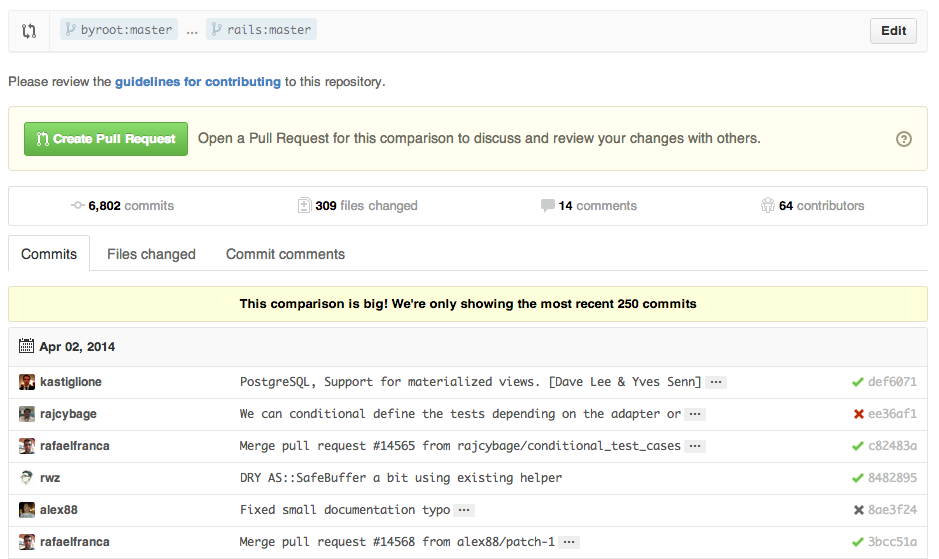 byroot:master ... rails:master Edit
Please review the guidelines for contributing to this repository.
Create Pull Request Open a Pull Request for this comparison to discuss and review your changes with others. ?
6,802 commits 309 files changed 14 comments 64 contributors
Commits Files changed Commit comments
This comparison is big! We're only showing the most recent 250 commits
Apr 02, 2014
kastiglione PostgreSQL, Support for materialized views. [Dave Lee & Yves Senn] ... def6071
rajcybage We can conditional define the tests depending on the adapter or ... ee36af1
rafaelfranca Merge pull request #14565 from rajcybage/conditional_test_cases ... c82483a
rwz DRY AS::SafeBuffer a bit using existing helper 8482895
alex88 Fixed small documentation typo ... 8ae3f24
rafaelfranca Merge pull request #14568 from alex88/patch-1 ... 3bcc51a